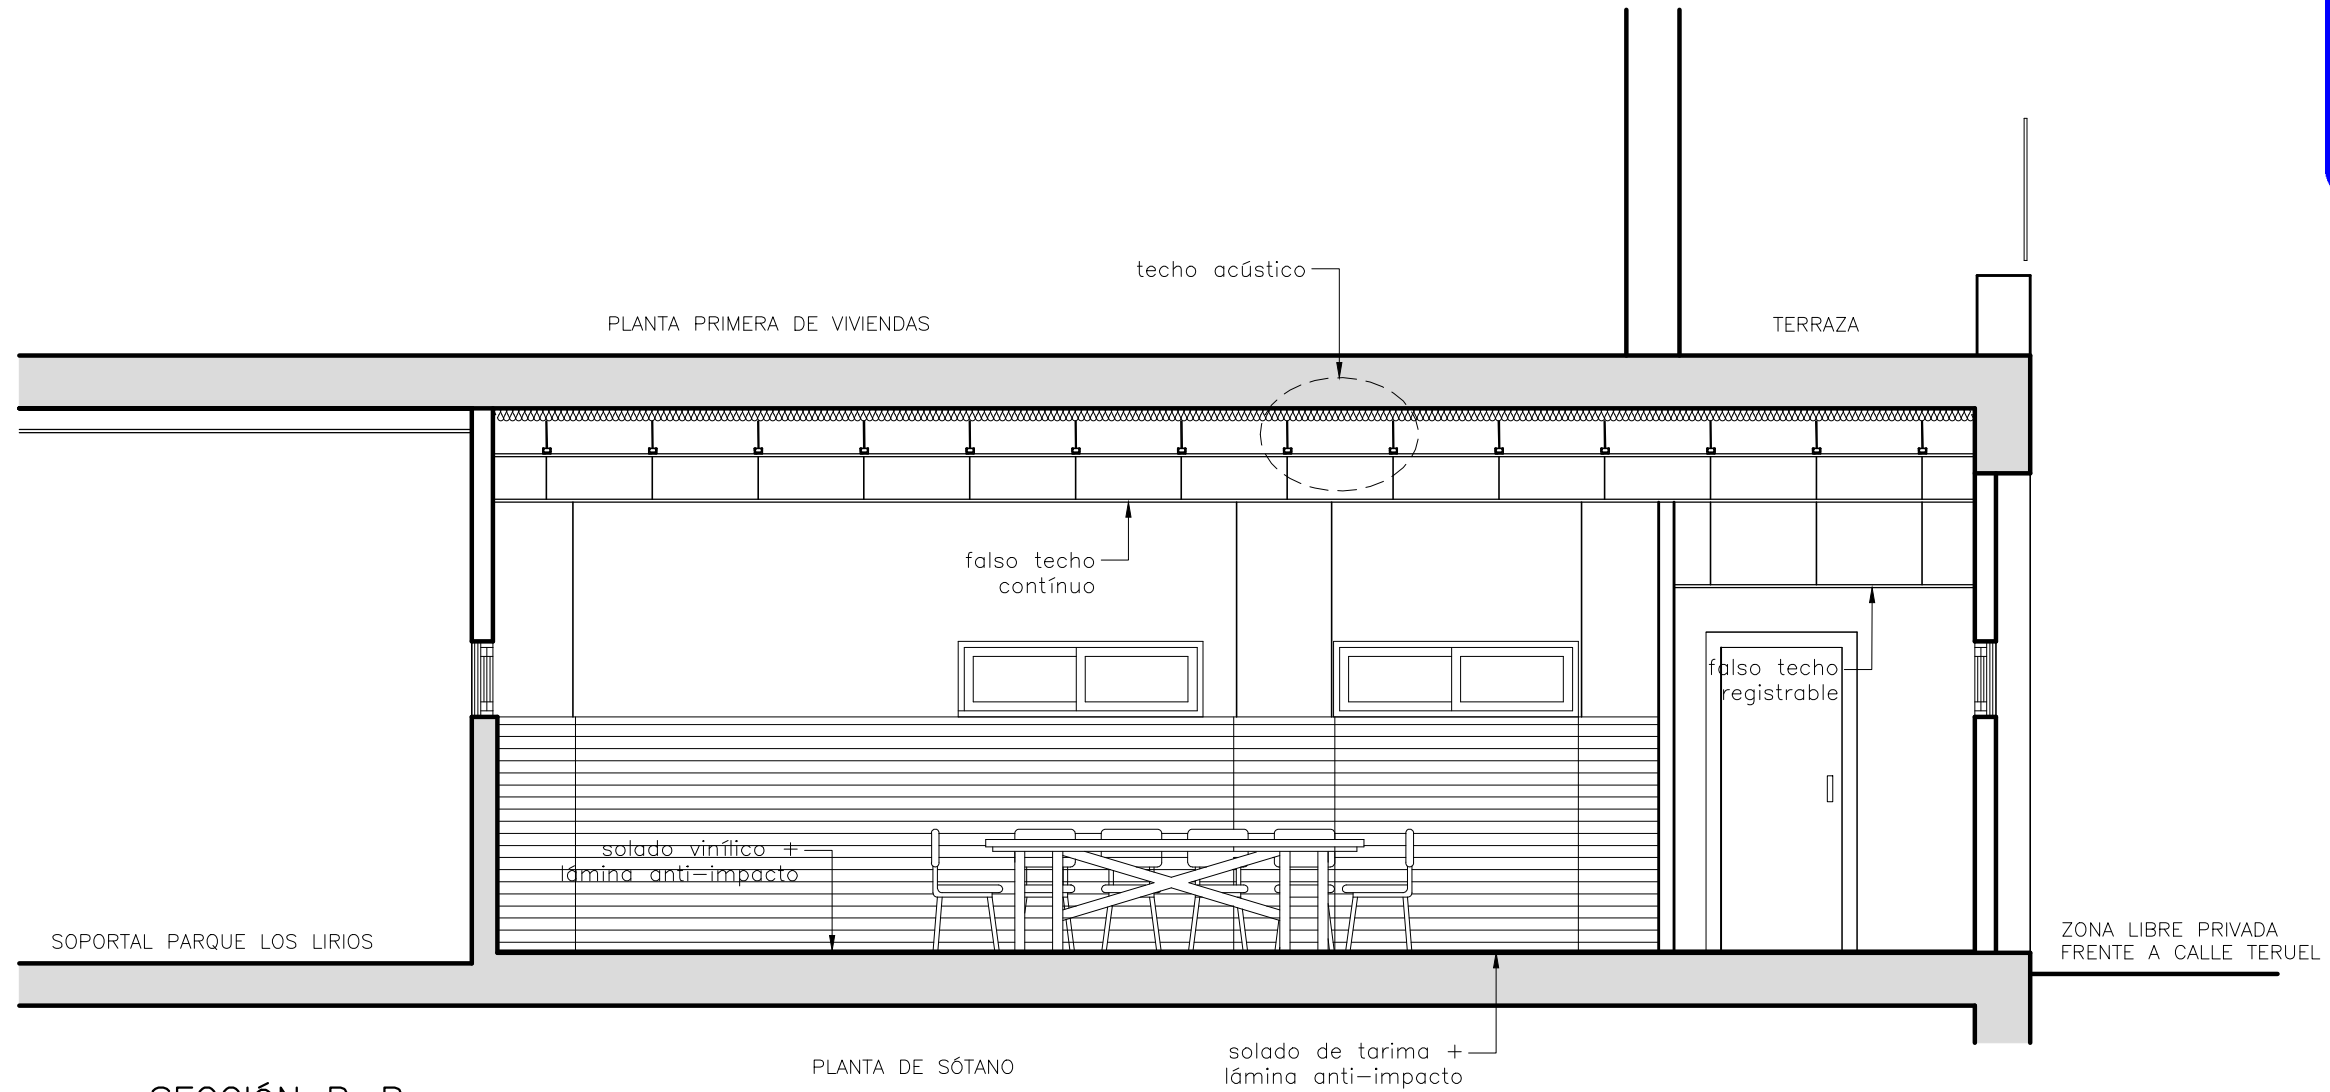 techo acústico
PLANTA PRIMERA DE VIVIENDAS
TERRAZA
falso techo
contínuo
falso techo
registrable
solado vinílico +
lámina anti-impacto
SOPORTAL PARQUE LOS LIRIOS
ZONA LIBRE PRIVADA
FRENTE A CALLE TERUEL
solado de tarima +
lámina anti-impacto
PLANTA DE SÓTANO
SECCIÓN